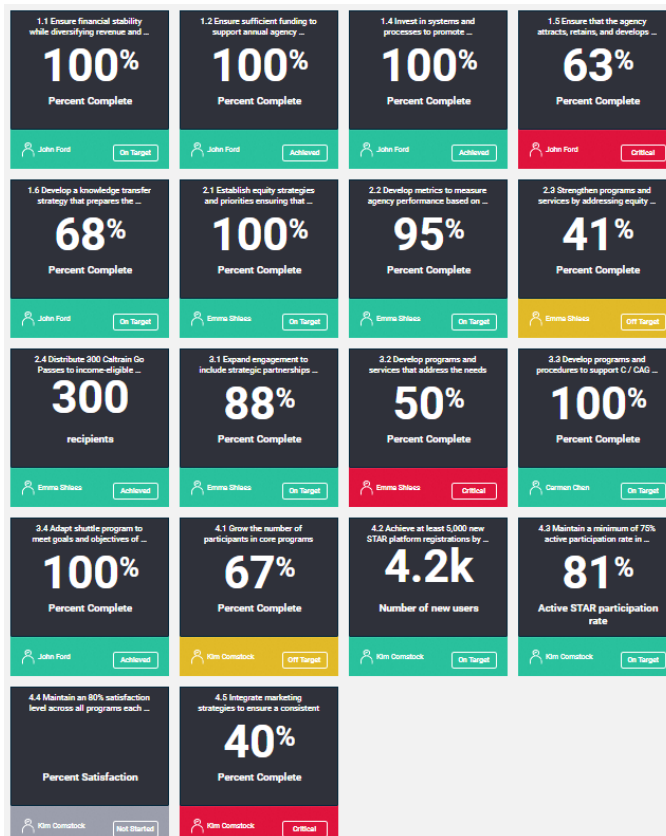 1.1 Ensure financial stability
while diversifying revenue and ...
100%
Percent Complete
John Ford
On Target
1.2 Ensure sufficient funding to
support annual agency ...
100%
Percent Complete
John Ford
Achieved
1.4 Invest in systems and
processes to promote ...
100%
Percent Complete
John Ford
Achieved
1.5 Ensure that the agency
attracts, retains, and develops ...
63%
Percent Complete
John Ford
Critical
1.6 Develop a knowledge transfer
strategy that prepares the ...
68%
Percent Complete
John Ford
On Target
2.1 Establish equity strategies
and priorities ensuring that ...
100%
Percent Complete
Emma Shlaes
On Target
2.2 Develop metrics to measure
agency performance based on ...
95%
Percent Complete
Emma Shlaes
On Target
2.3 Strengthen programs and
services by addressing equity ...
41%
Percent Complete
Emma Shlaes
Off Target
2.4 Distribute 300 Caltrain Go
Passes to income-eligible ...
300
recipients
Emma Shlaes
Achieved
3.1 Expand engagement to
include strategic partnerships ...
88%
Percent Complete
Emma Shlaes
On Target
3.2 Develop programs and
services that address the needs
50%
Percent Complete
Emma Shlaes
Critical
3.3 Develop programs and
procedures to support C / CAG ...
100%
Percent Complete
Carmen Chen
On Target
3.4 Adapt shuttle program to
meet goals and objectives of ...
100%
Percent Complete
John Ford
Achieved
4.1 Grow the number of
participants in core programs
67%
Percent Complete
Kim Comstock
Off Target
4.2 Achieve at least 5,000 new
STAR platform registrations by ...
4.2k
Number of new users
Kim Comstock
On Target
4.3 Maintain a minimum of 75%
active participation rate in ...
81%
Active STAR participation
rate
Kim Comstock
On Target
4.4 Maintain an 80% satisfaction
level across all programs each ...
Percent Satisfaction
Kim Comstock
Not Started
4.5 Integrate marketing
strategies to ensure a consistent
40%
Percent Complete
Kim Comstock
Critical